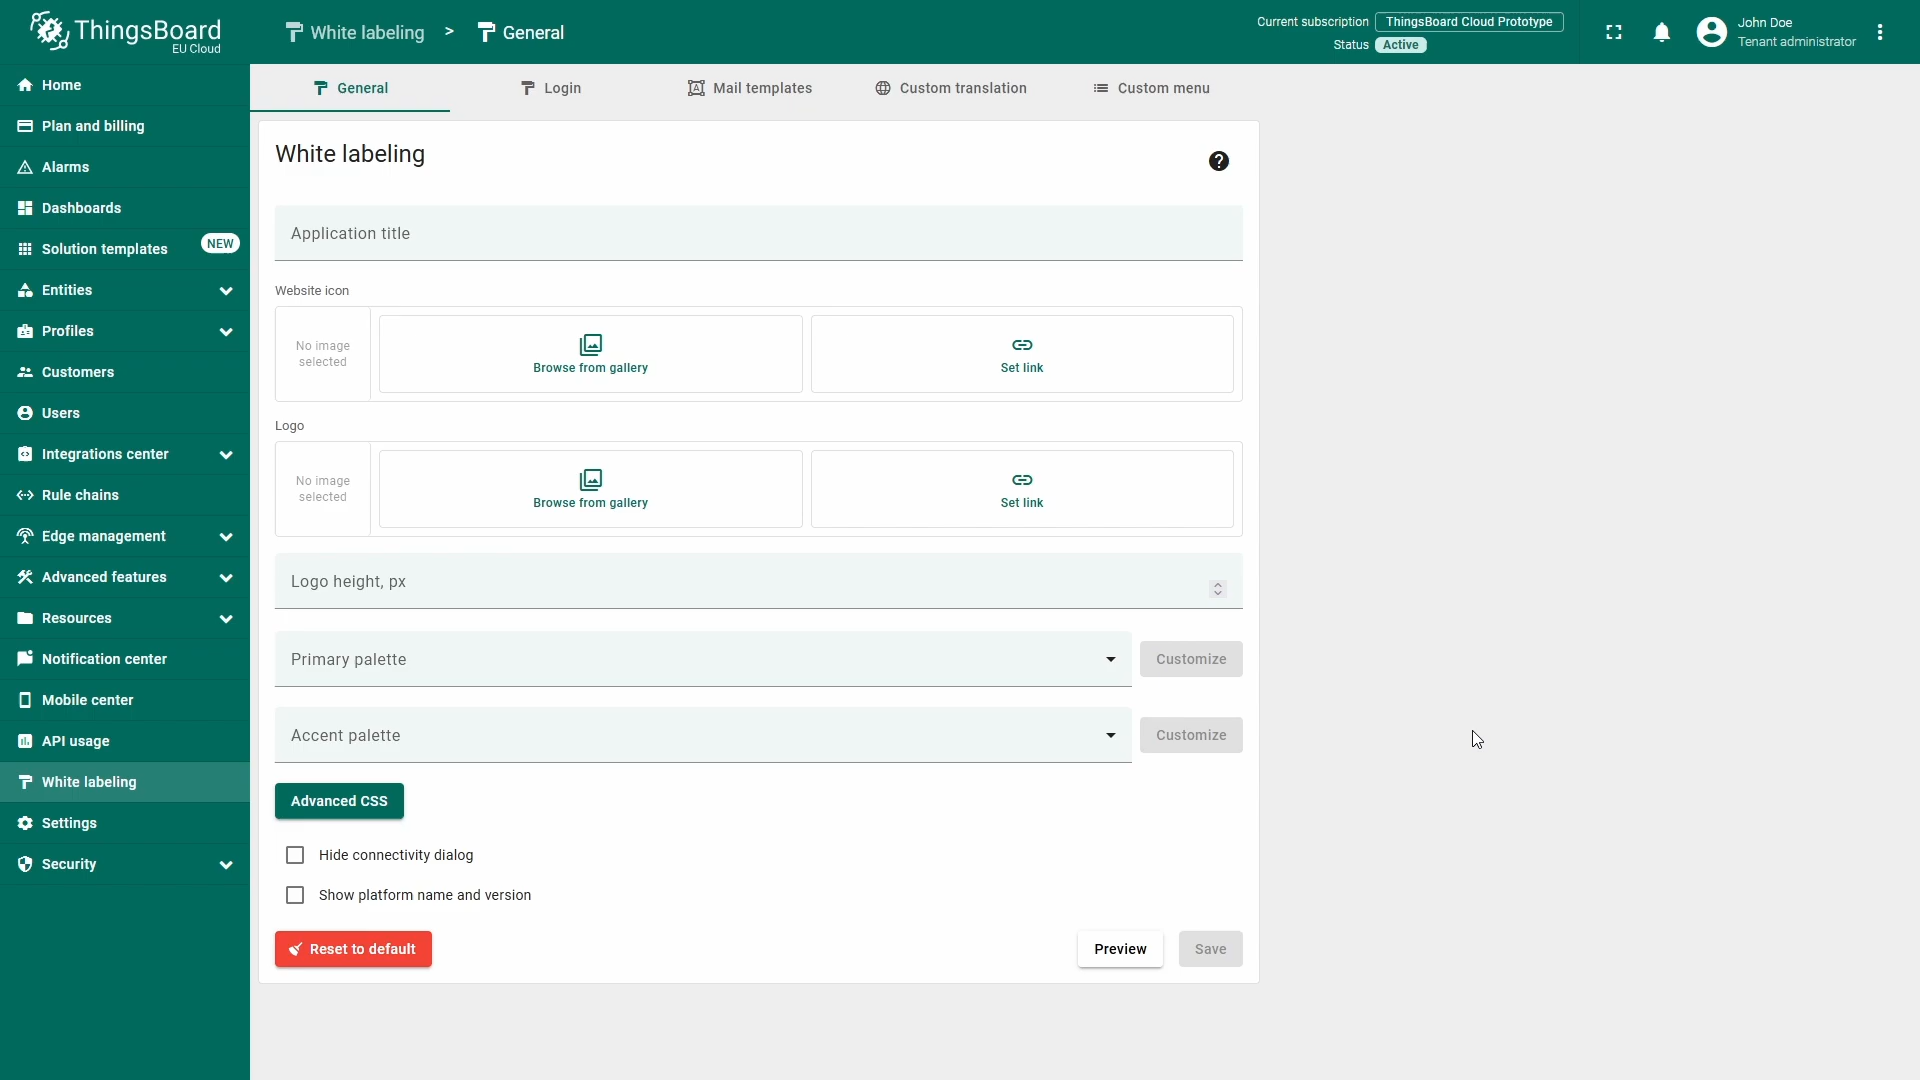 ThingsBoard
EU Cloud
White labeling > General
Current subscription ThingsBoard Cloud Prototype
Status Active
John Doe
Tenant administrator
Home
Plan and billing
Alarms
Dashboards
Solution templates NEW
Entities
Profiles
Customers
Users
Integrations center
Rule chains
Edge management
Advanced features
Resources
Notification center
Mobile center
API usage
White labeling
Settings
Security
General Login Mail templates Custom translation Custom menu
White labeling
Application title
Website icon
No image
selected
Browse from gallery
Set link
Logo
No image
selected
Browse from gallery
Set link
Logo height, px
Primary palette
Customize
Accent palette
Customize
Advanced CSS
Hide connectivity dialog
Show platform name and version
Reset to default
Preview
Save